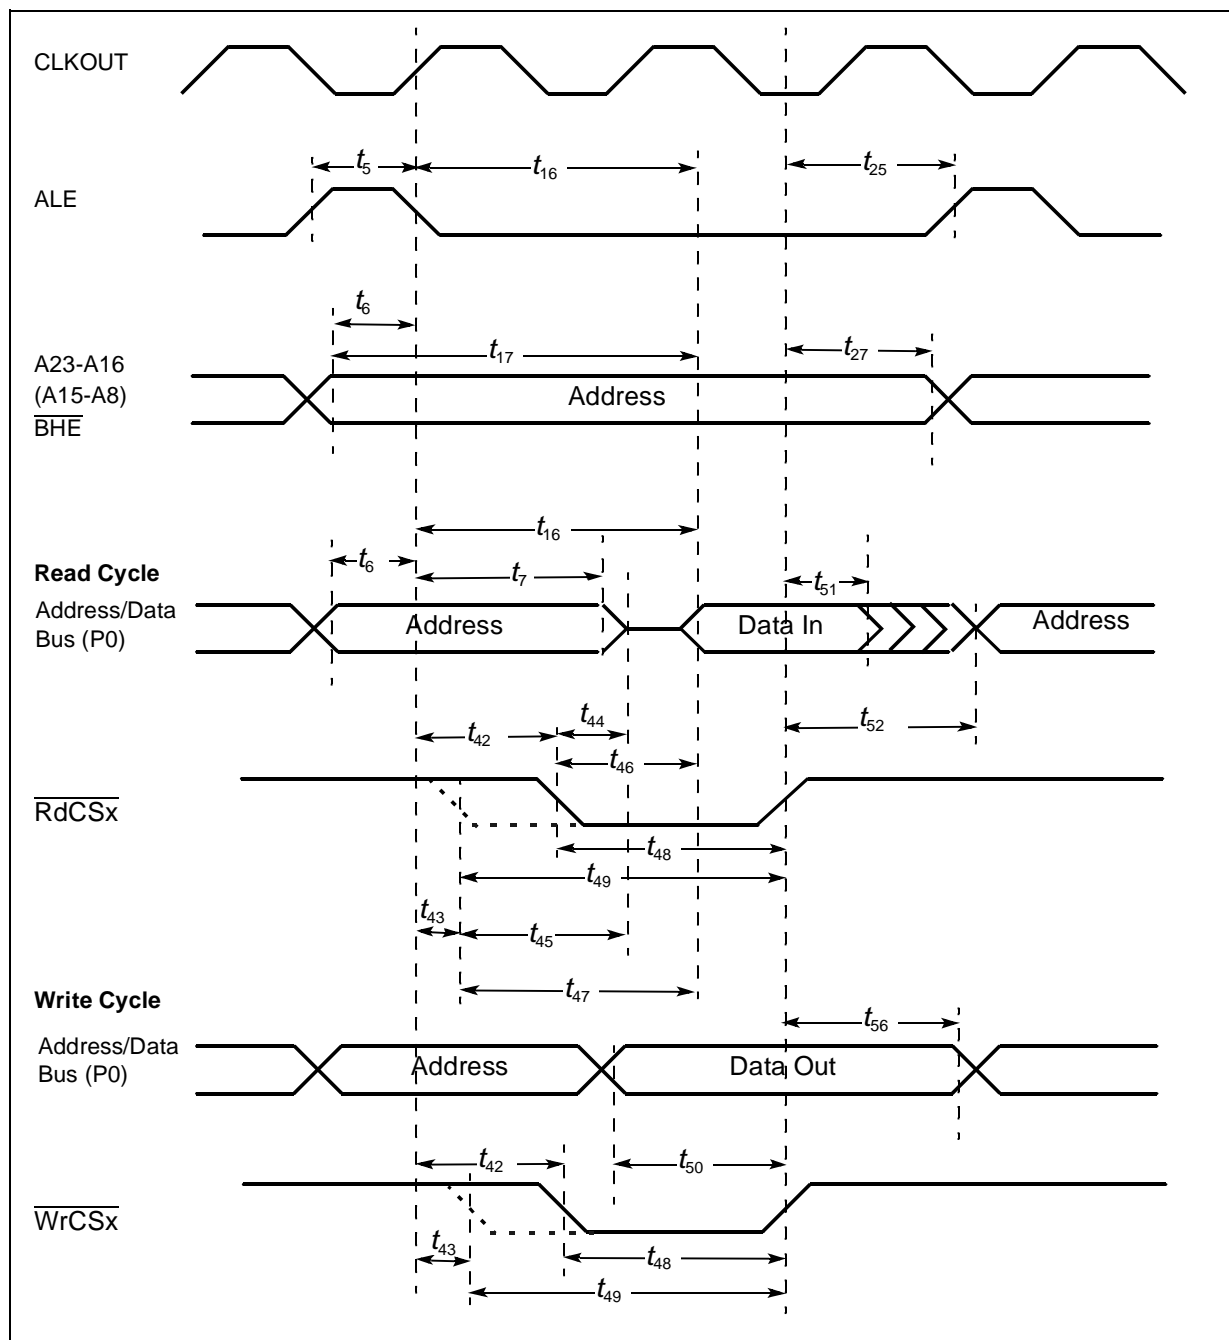 CLKOUT
t5
t16
t25
ALE
t6
t17
t27
A23-A16
(A15-A8)
BHE
Address
t16
t6
t7
t51
Read Cycle
Address/Data
Bus (P0)
Address
Data In
Address
t42
t44
t52
t46
RdCSx
t48
t49
t43
t45
t47
Write Cycle
t56
Address/Data
Bus (P0)
Address
Data Out
t42
t50
WrCSx
t43
t48
t49